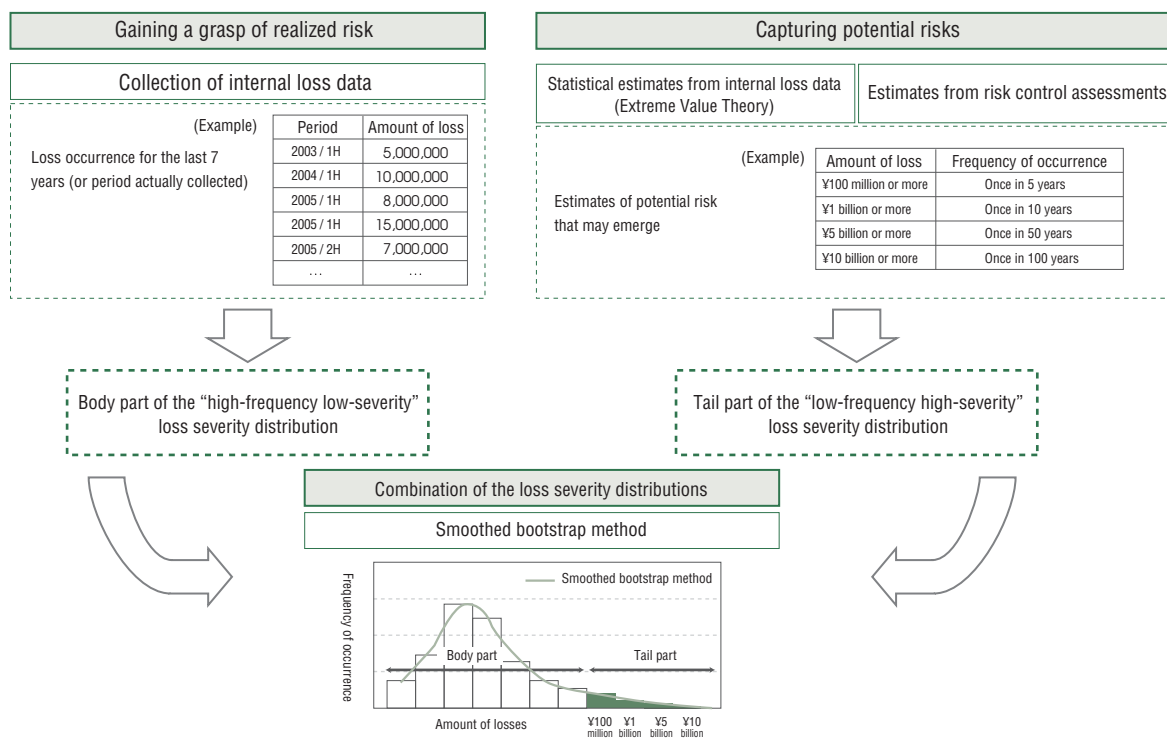 Gaining a grasp of realized risk
Collection of internal loss data
(Example)
Loss occurrence for the last 7
years (or period actually collected)
Period Amount of loss
2003 / 1H 5,000,000
2004 / 1H 10,000,000
2005 / 1H 8,000,000
2005 / 1H 15,000,000
2005 / 2H 7,000,000
... ...
Capturing potential risks
Statistical estimates from internal loss data
(Extreme Value Theory)
Estimates from risk control assessments
(Example)
Estimates of potential risk
that may emerge
Amount of loss Frequency of occurrence
¥100 million or more Once in 5 years
¥1 billion or more Once in 10 years
¥5 billion or more Once in 50 years
¥10 billion or more Once in 100 years
Body part of the “high-frequency low-severity”
loss severity distribution
Tail part of the “low-frequency high-severity”
loss severity distribution
Combination of the loss severity distributions
Smoothed bootstrap method
Frequency of
occurrence
Smoothed bootstrap method
Body part
Tail part
Amount of losses
¥100
million
¥1
billion
¥5
billion
¥10
billion